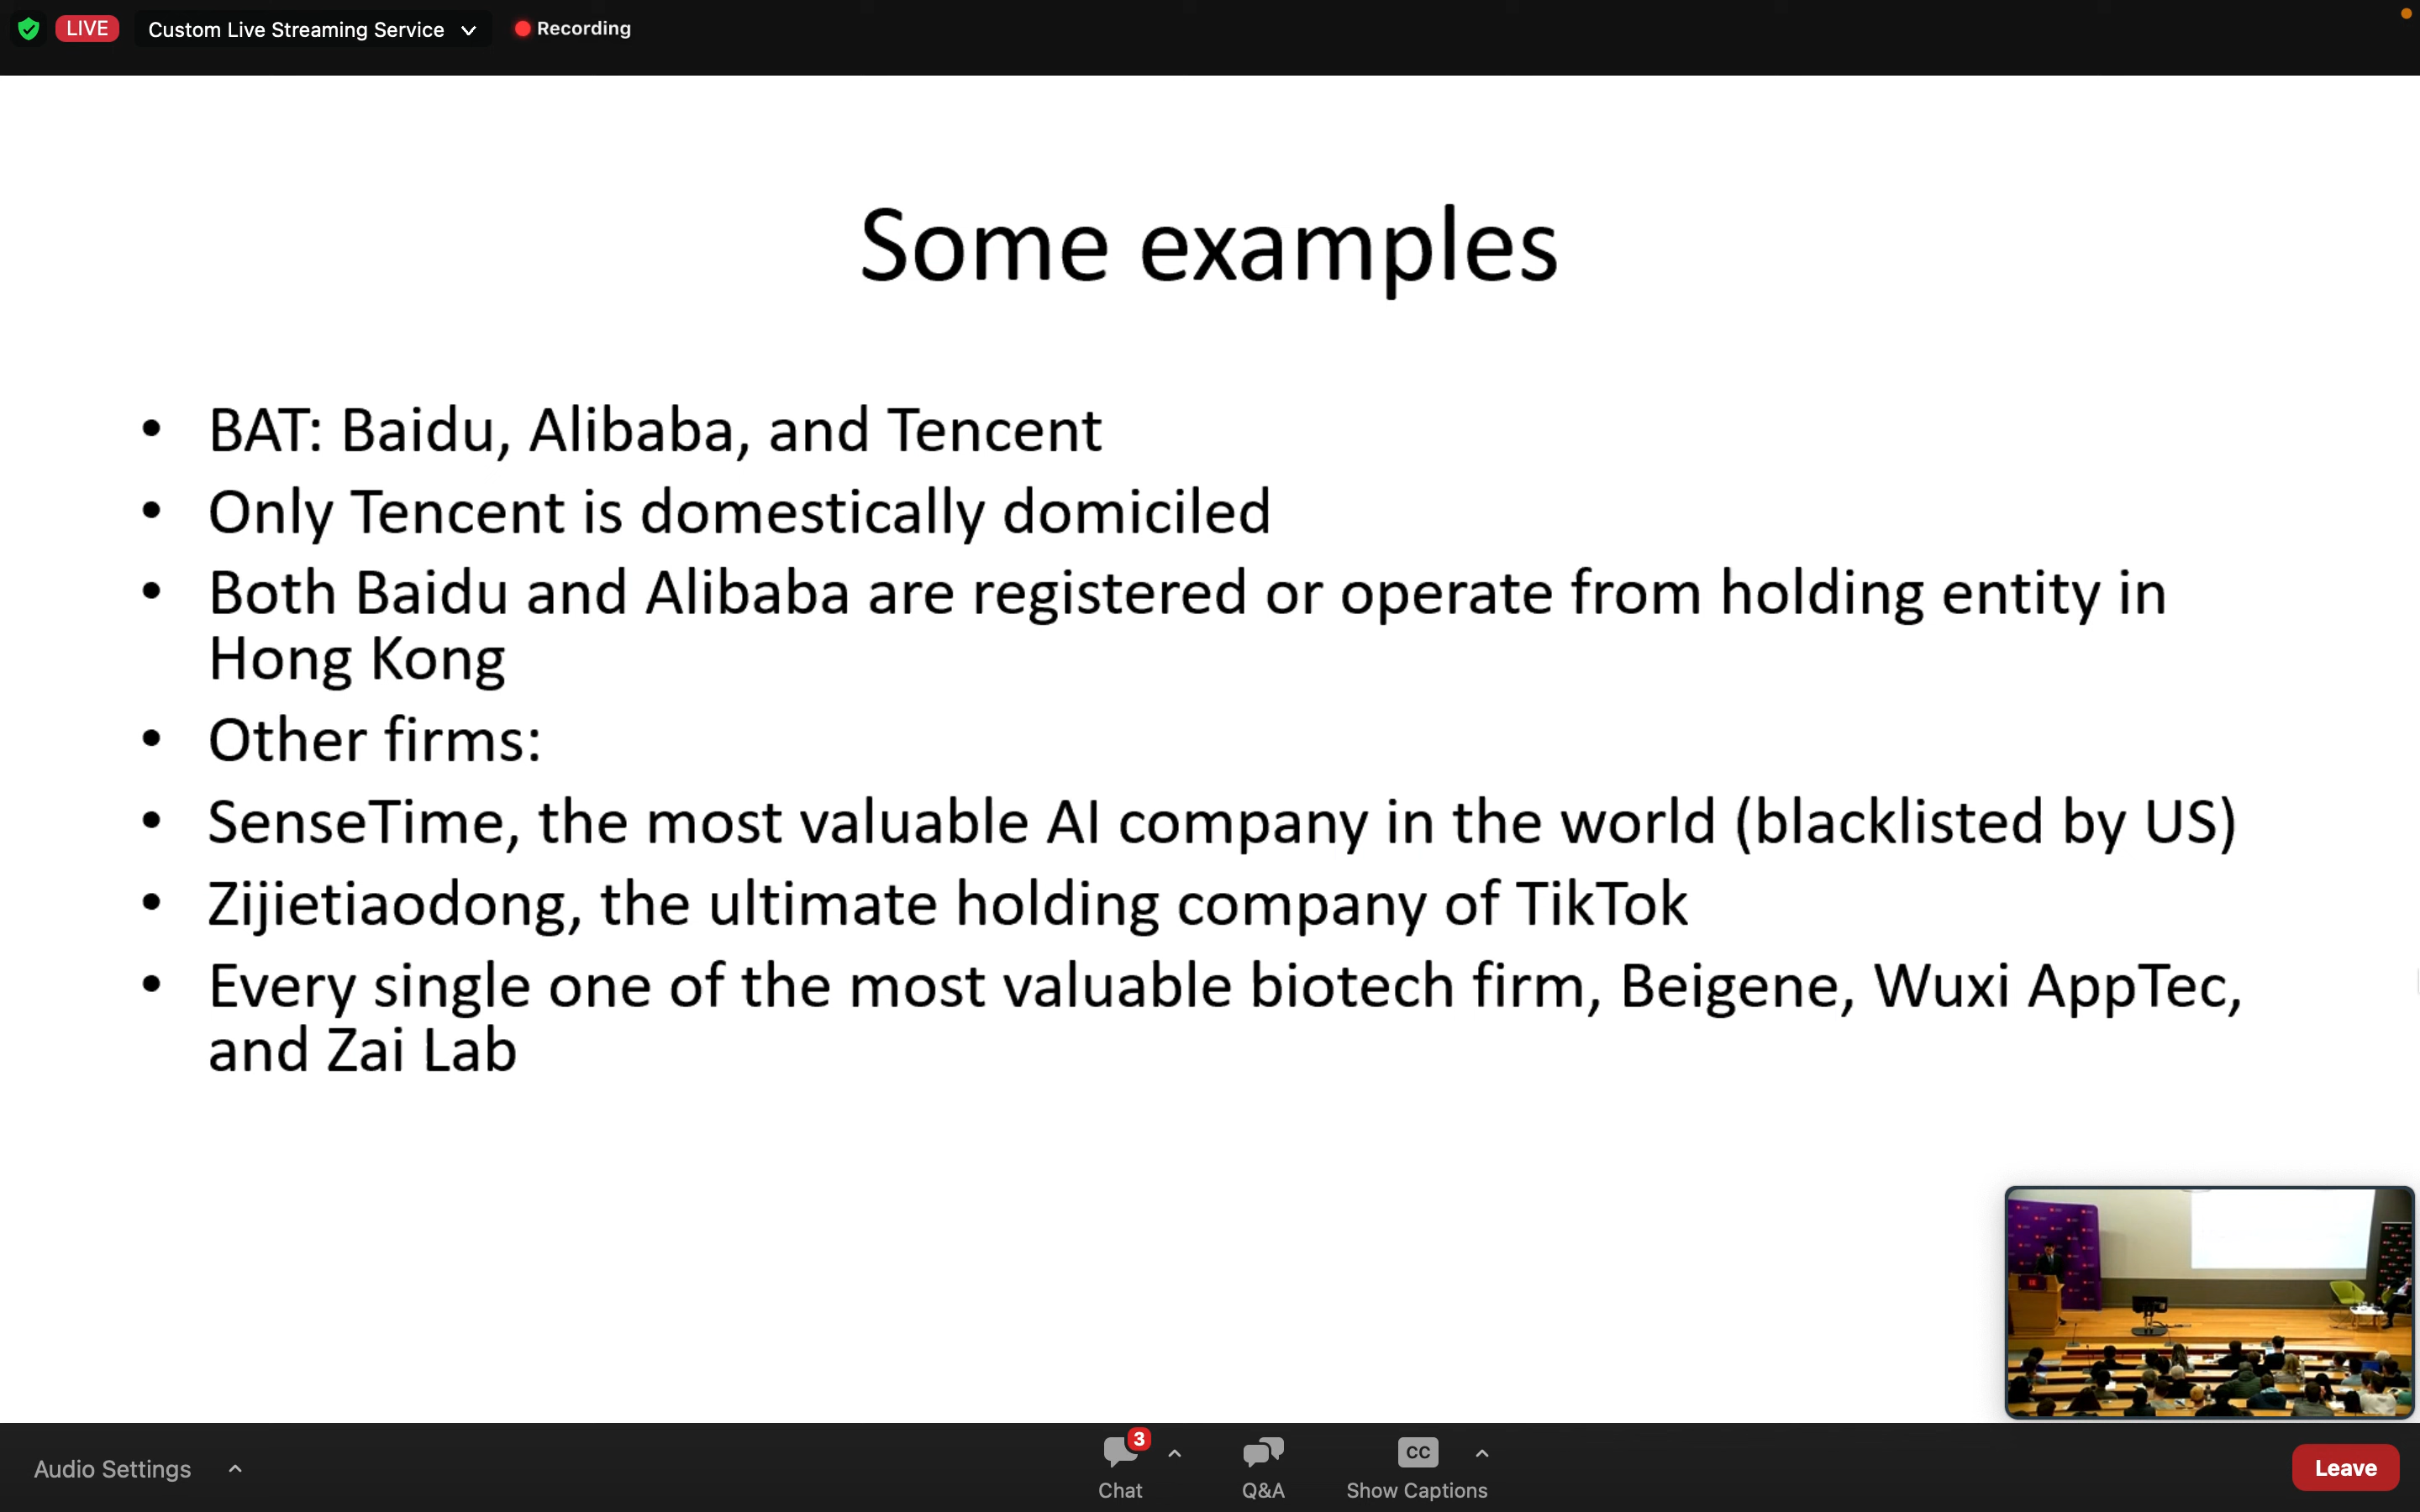 LIVE
Custom Live Streaming Service
Recording
Some examples
• BAT: Baidu, Alibaba, and Tencent
• Only Tencent is domestically domiciled
• Both Baidu and Alibaba are registered or operate from holding entity in
Hong Kong
• Other firms:
• SenseTime, the most valuable AI company in the world (blacklisted by US)
• Zijietiaodong, the ultimate holding company of TikTok
• Every single one of the most valuable biotech firm, Beigene, Wuxi AppTec,
and Zai Lab
Audio Settings
3
Chat
Q&A
CC
Show Captions
Leave